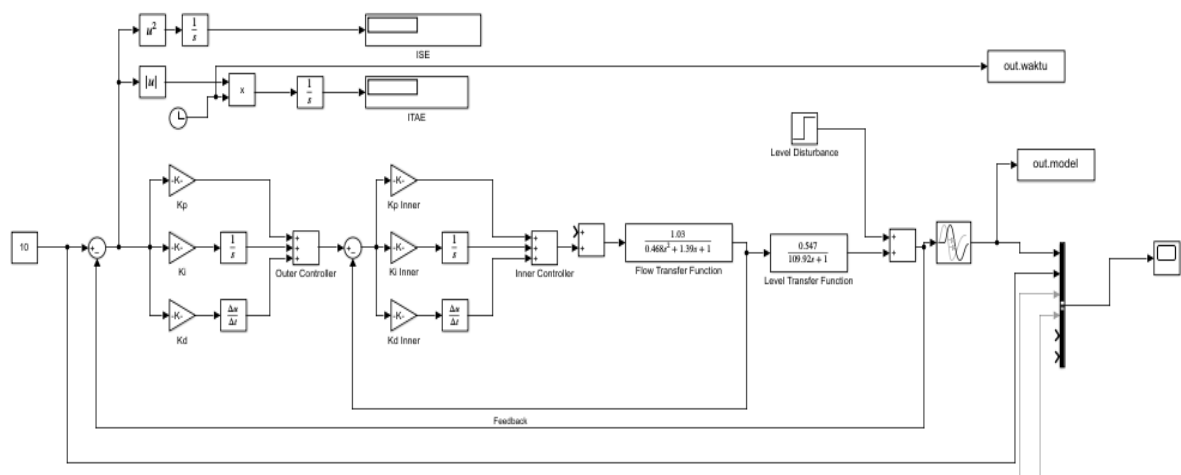 u²
1
s
ISE
|u|
x
1
s
ITAE
out.waktu
Level Disturbance
out.model
-K-
Kp
-K-
Kp Inner
10
+
−
-K-
Ki
1
s
+
+
+
Outer Controller
+
−
-K-
Ki Inner
1
s
+
+
+
Inner Controller
+
+
1.03
0.468s²+1.39s+1
Flow Transfer Function
0.547
109.92s+1
Level Transfer Function
+
+
-K-
Kd
Δu
Δt
-K-
Kd Inner
Δu
Δt
Feedback